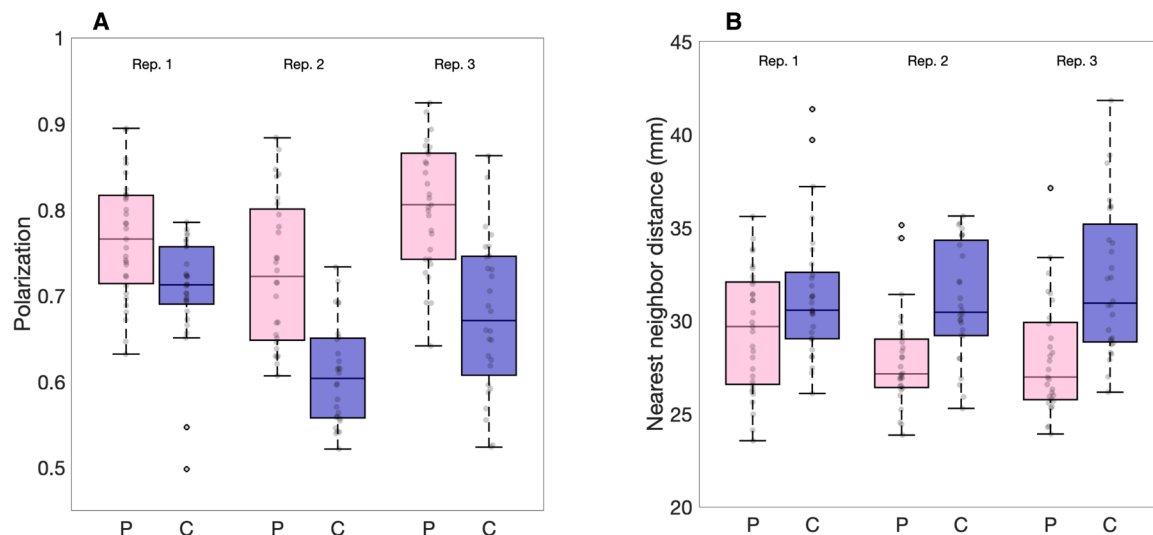 A
1
Rep. 1
Rep. 2
Rep. 3
0.9
0.8
0.7
0.6
0.5
Polarization
P C P C P C
B
45
Rep. 1
Rep. 2
Rep. 3
40
35
30
25
20
Nearest neighbor distance (mm)
P C P C P C